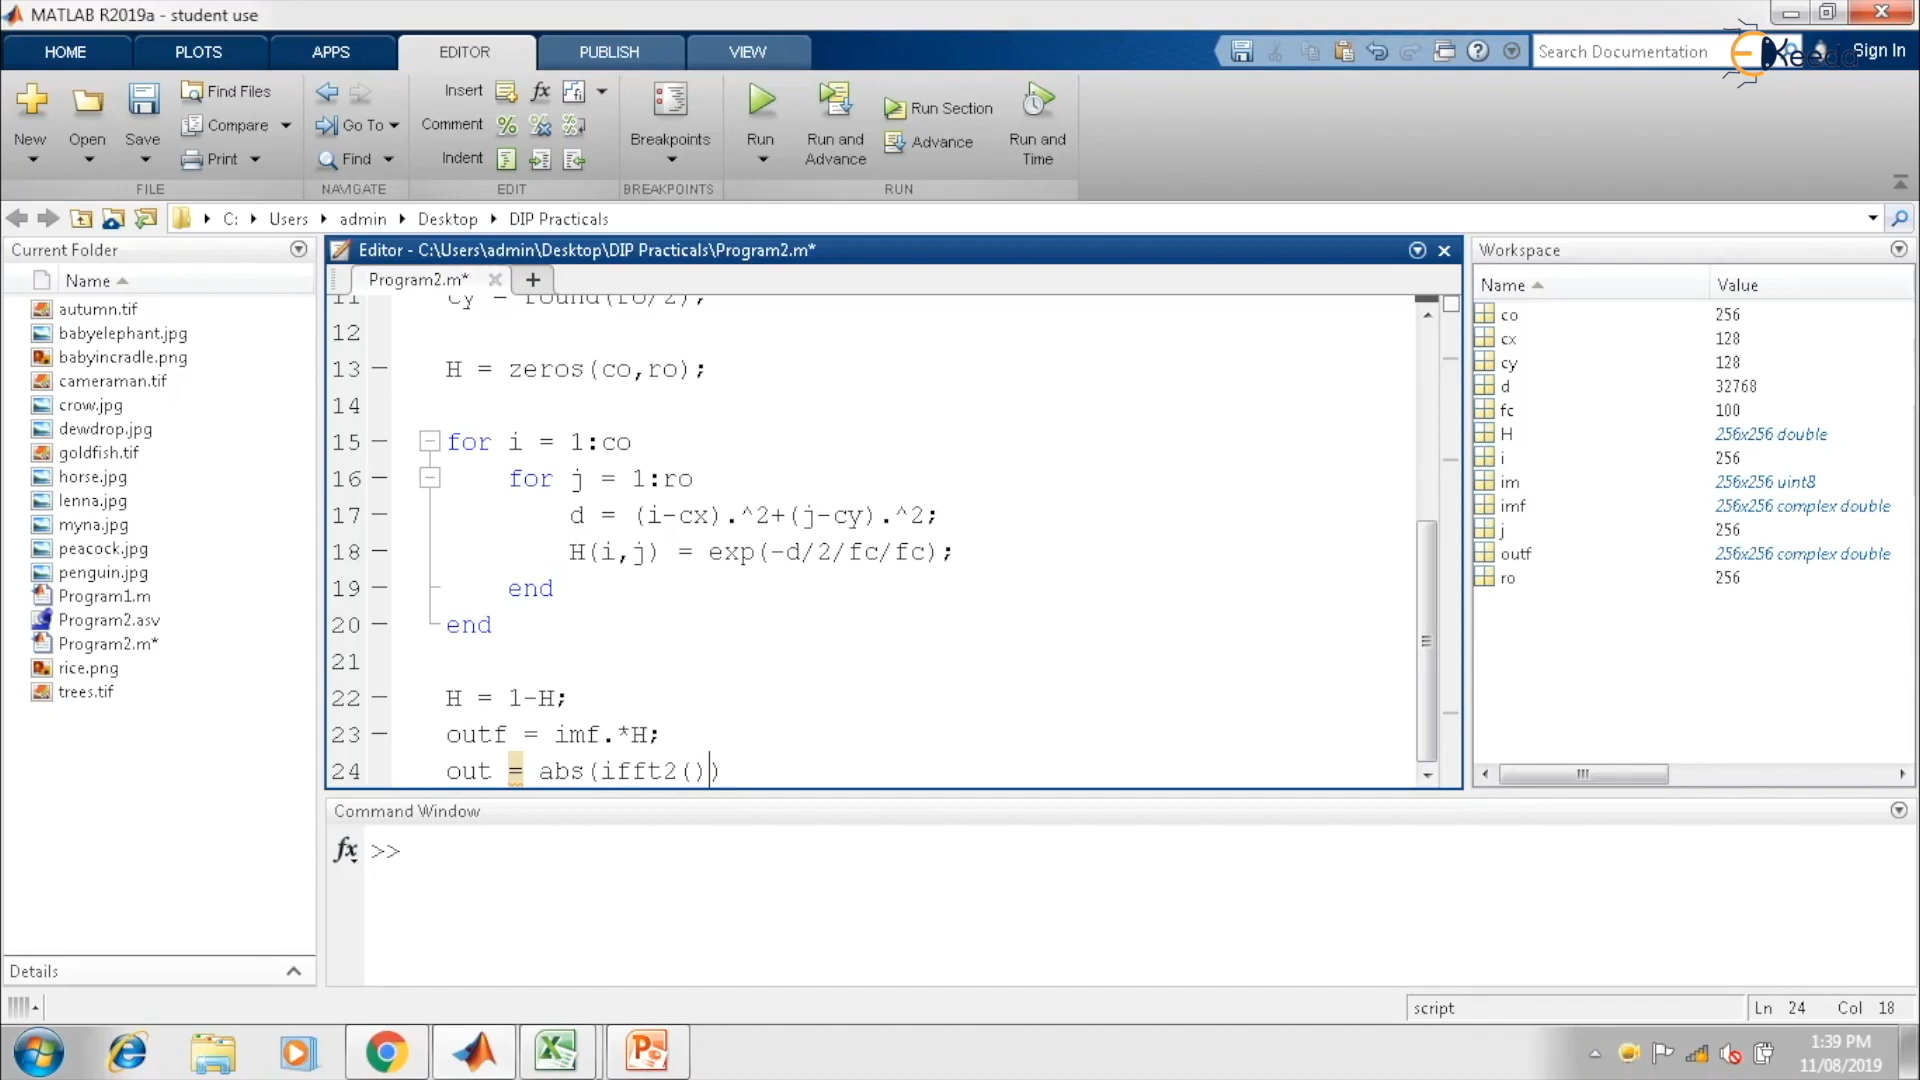 MATLAB R2019a - student use
HOME PLOTS APPS EDITOR PUBLISH VIEW Search Documentation Sign In
New Open Save Find Files Compare Print
FILE
Go To Find
NAVIGATE
Insert fx
Comment
Indent
EDIT
Breakpoints
BREAKPOINTS
Run Run and Advance Run Section Advance Run and Time
RUN
C: Users admin Desktop DIP Practicals
Current Folder
Name
autumn.tif
babyelephant.jpg
babyincradle.png
cameraman.tif
crow.jpg
dewdrop.jpg
goldfish.tif
horse.jpg
lenna.jpg
myna.jpg
peacock.jpg
penguin.jpg
Program1.m
Program2.asv
Program2.m*
rice.png
trees.tif
Details
Editor - C:\Users\admin\Desktop\DIP Practicals\Program2.m*
Program2.m*
11 cy = round(ro/2);
12
13 H = zeros(co,ro);
14
15 for i = 1:co
16 for j = 1:ro
17 d = (i-cx).^2+(j-cy).^2;
18 H(i,j) = exp(-d/2/fc/fc);
19 end
20 end
21
22 H = 1-H;
23 outf = imf.*H;
24 out = abs(ifft2())
Command Window
fx >>
Workspace
Name Value
co 256
cx 128
cy 128
d 32768
fc 100
H 256x256 double
i 256
im 256x256 uint8
imf 256x256 complex double
j 256
outf 256x256 complex double
ro 256
script Ln 24 Col 18
1:39 PM
11/08/2019